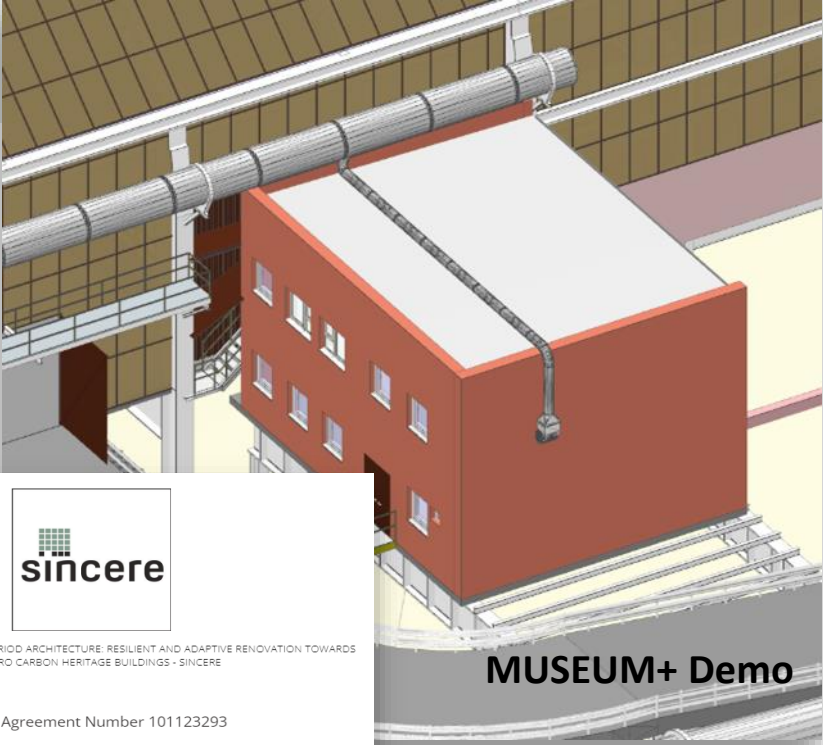 sincere
RIOD ARCHITECTURE: RESILIENT AND ADAPTIVE RENOVATION TOWARDS
RO CARBON HERITAGE BUILDINGS - SINCERE
Agreement Number 101123293
MUSEUM+ Demo